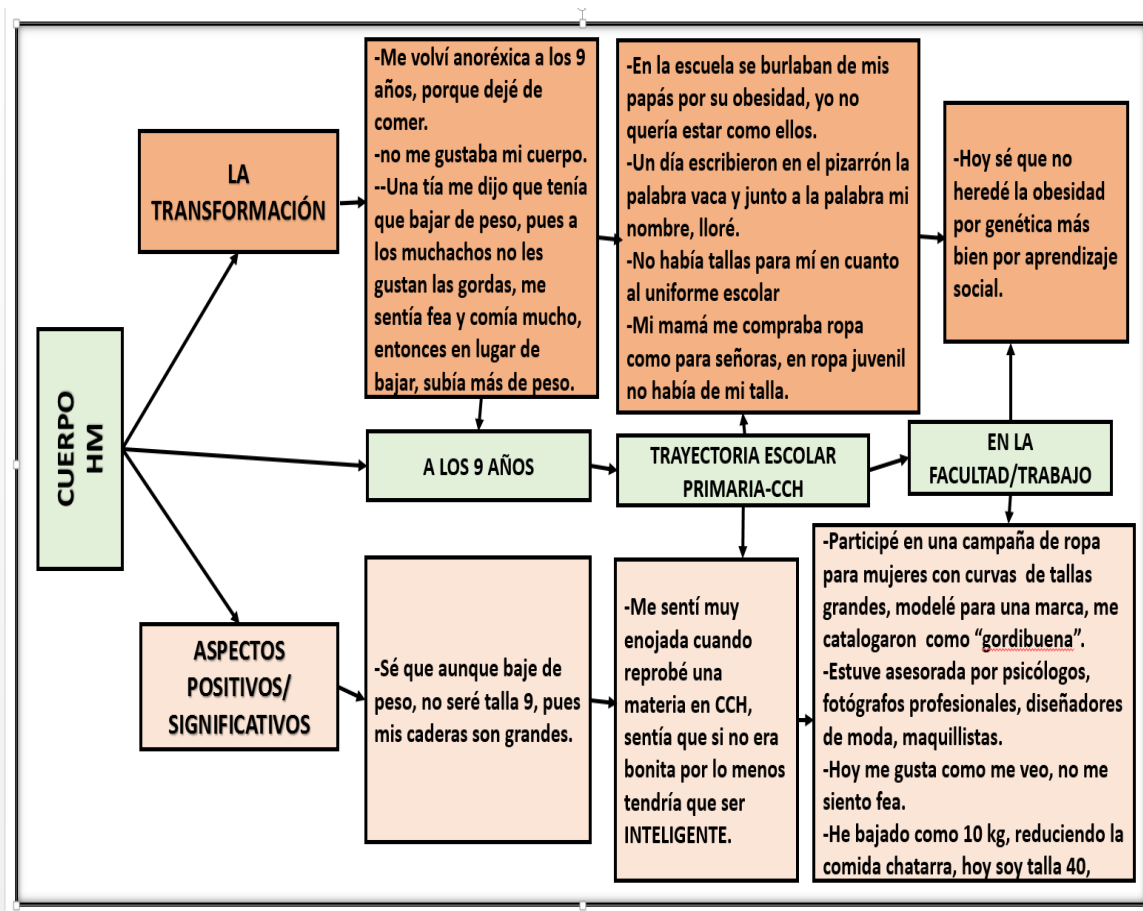 CUERPO
HM
LA
TRANSFORMACIÓN
-Me volví anoréxica a los 9
años, porque dejé de
comer.
-no me gustaba mi cuerpo.
--Una tía me dijo que tenía
que bajar de peso, pues a
los muchachos no les
gustan las gordas, me
sentía fea y comía mucho,
entonces en lugar de
bajar, subía más de peso.
-En la escuela se burlaban de mis
papás por su obesidad, yo no
quería estar como ellos.
-Un día escribieron en el pizarrón la
palabra vaca y junto a la palabra mi
nombre, lloré.
-No había tallas para mí en cuanto
al uniforme escolar
-Mi mamá me compraba ropa
como para señoras, en ropa juvenil
no había de mi talla.
-Hoy sé que no
heredé la obesidad
por genética más
bien por aprendizaje
social.
A LOS 9 AÑOS
TRAYECTORIA ESCOLAR
PRIMARIA-CCH
EN LA
FACULTAD/TRABAJO
ASPECTOS
POSITIVOS/
SIGNIFICATIVOS
-Sé que aunque baje de
peso, no seré talla 9, pues
mis caderas son grandes.
-Me sentí muy
enojada cuando
reprobé una
materia en CCH,
sentía que si no era
bonita por lo menos
tendría que ser
INTELIGENTE.
-Participé en una campaña de ropa
para mujeres con curvas de tallas
grandes, modelé para una marca, me
catalogaron como “gordibuena”.
-Estuve asesorada por psicólogos,
fotógrafos profesionales, diseñadores
de moda, maquillistas.
-Hoy me gusta como me veo, no me
siento fea.
-He bajado como 10 kg, reduciendo la
comida chatarra, hoy soy talla 40,